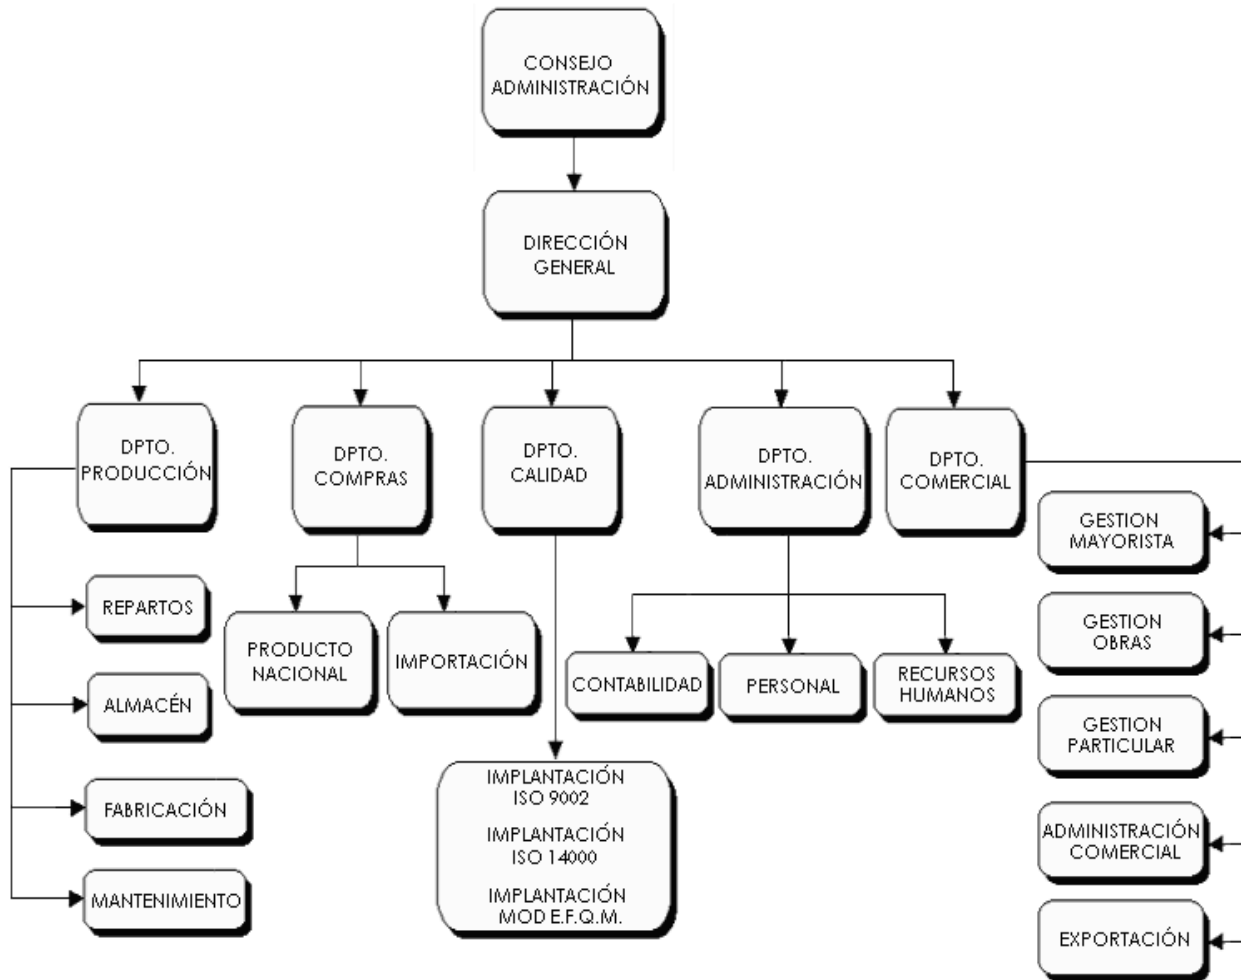 CONSEJO
ADMINISTRACIÓN
DIRECCIÓN
GENERAL
DPTO.
PRODUCCIÓN
DPTO.
COMPRAS
DPTO.
CALIDAD
DPTO.
ADMINISTRACIÓN
DPTO.
COMERCIAL
REPARTOS
ALMACÉN
FABRICACIÓN
MANTENIMIENTO
PRODUCTO
NACIONAL
IMPORTACIÓN
IMPLANTACIÓN
ISO 9002
IMPLANTACIÓN
ISO 14000
IMPLANTACIÓN
MOD E.F.Q.M.
CONTABILIDAD
PERSONAL
RECURSOS
HUMANOS
GESTION
MAYORISTA
GESTION
OBRAS
GESTION
PARTICULAR
ADMINISTRACIÓN
COMERCIAL
EXPORTACIÓN